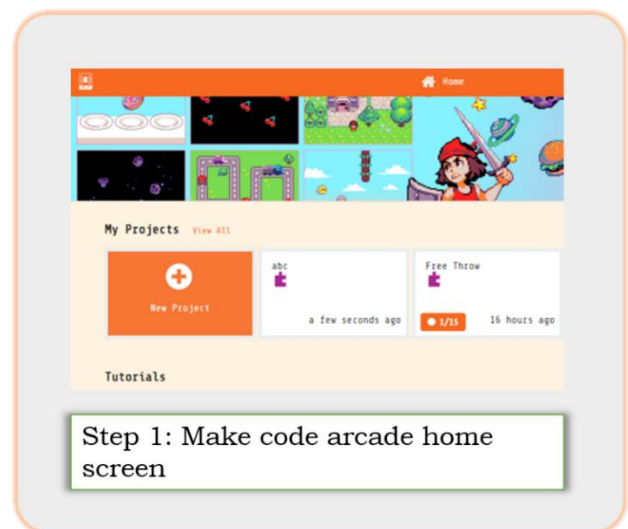 Home
My Projects View All
New Project
abc
a few seconds ago
Free Throw
1/15 16 hours ago
Tutorials
Step 1: Make code arcade home
screen